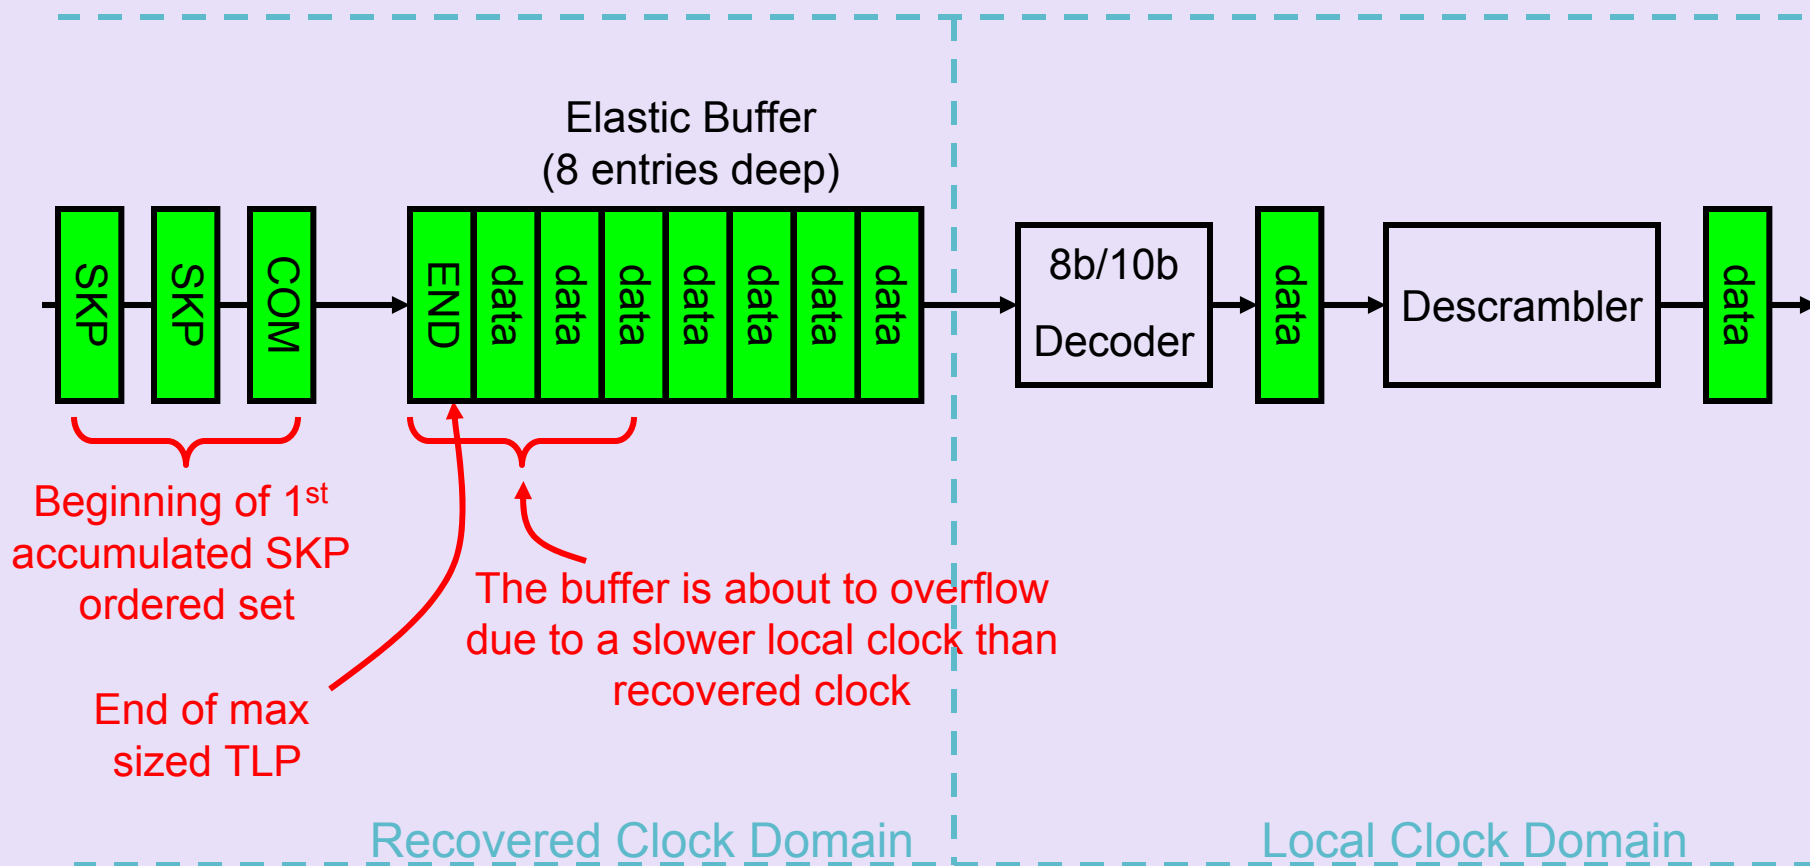 Elastic Buffer
(8 entries deep)
SKP
SKP
COM
END
data
data
data
data
data
data
data
8b/10b
Decoder
data
Descrambler
data
Beginning of 1st
accumulated SKP
ordered set
The buffer is about to overflow
due to a slower local clock than
recovered clock
End of max
sized TLP
Recovered Clock Domain
Local Clock Domain